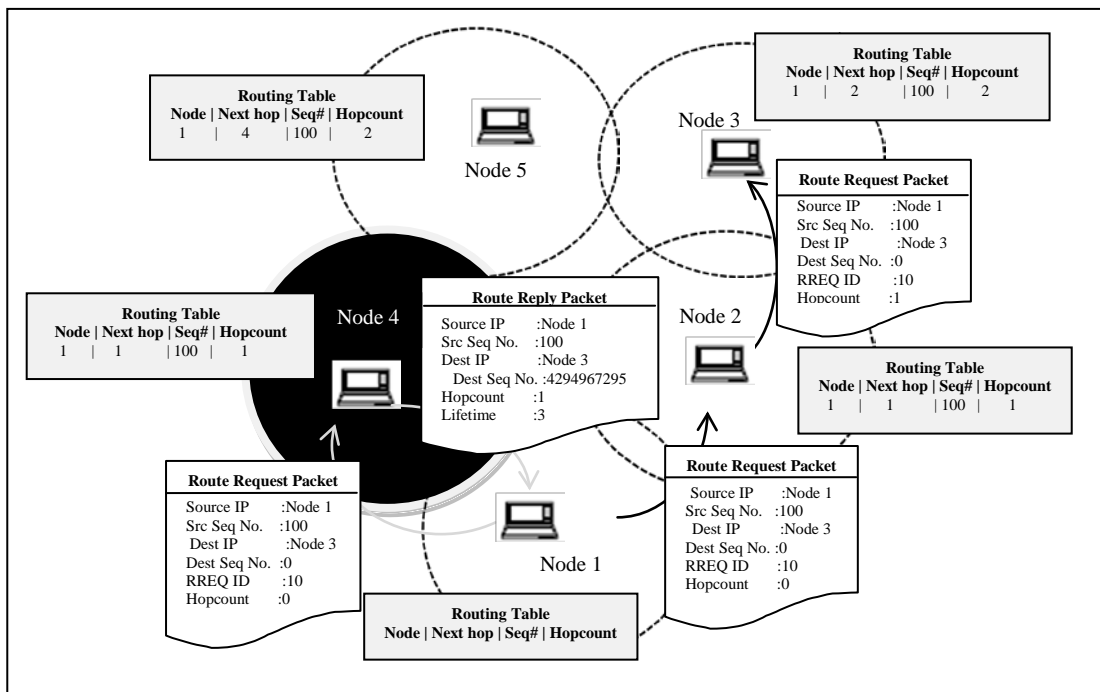 Routing Table
Node | Next hop | Seq# | Hopcount
1 | 2 |100 | 2
Routing Table
Node | Next hop | Seq# | Hopcount
1 | 4 | 100 | 2
Node 3
Node 5
Route Request Packet
Source IP :Node 1
Src Seq No. :100
Dest IP :Node 3
Dest Seq No. :0
RREQ ID :10
Hopcount :1
Routing Table
Node | Next hop | Seq# | Hopcount
1 | 1 |100 | 1
Node 4
Route Reply Packet
Source IP :Node 1
Src Seq No. :100
Dest IP :Node 3
Dest Seq No. :4294967295
Hopcount :1
Lifetime :3
Node 2
Routing Table
Node | Next hop | Seq# | Hopcount
1 | 1 |100 | 1
Route Request Packet
Source IP :Node 1
Src Seq No. :100
Dest IP :Node 3
Dest Seq No. :0
RREQ ID :10
Hopcount :0
Node 1
Route Request Packet
Source IP :Node 1
Src Seq No. :100
Dest IP :Node 3
Dest Seq No. :0
RREQ ID :10
Hopcount :0
Routing Table
Node | Next hop | Seq# | Hopcount